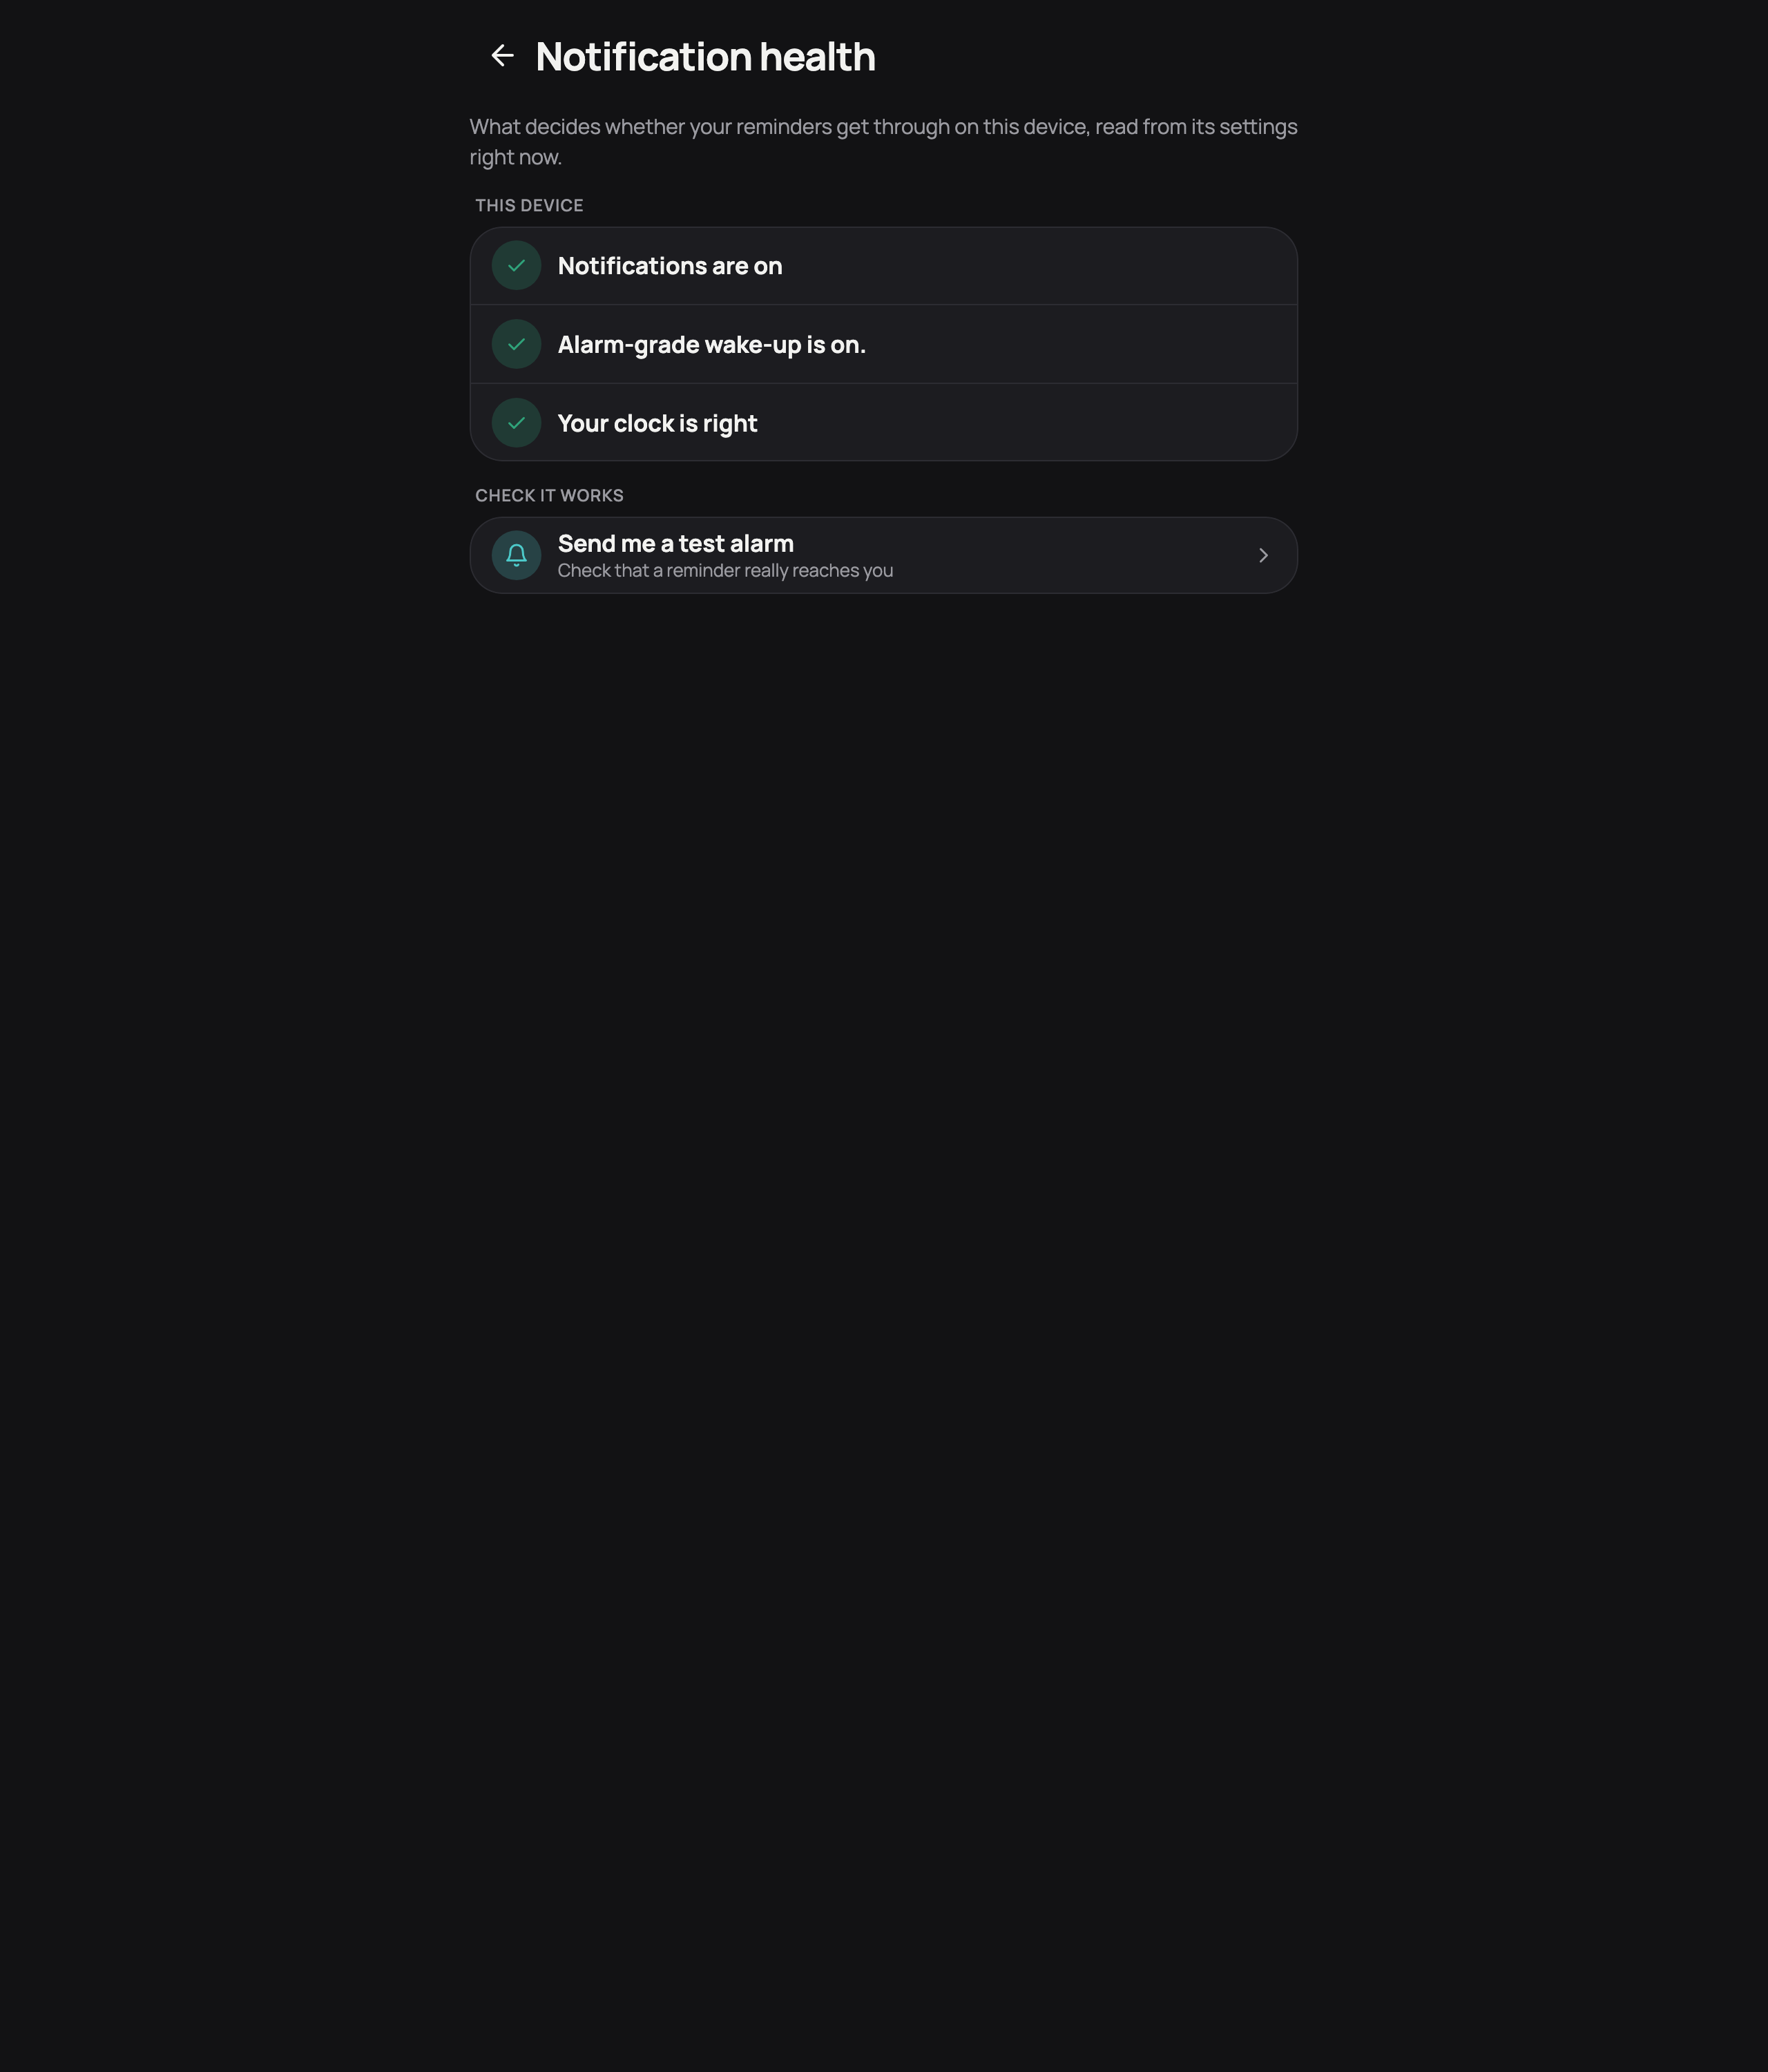 Notification health
What decides whether your reminders get through on this device, read from its settings
right now.
THIS DEVICE
Notifications are on
Alarm-grade wake-up is on.
Your clock is right
CHECK IT WORKS
Send me a test alarm
Check that a reminder really reaches you